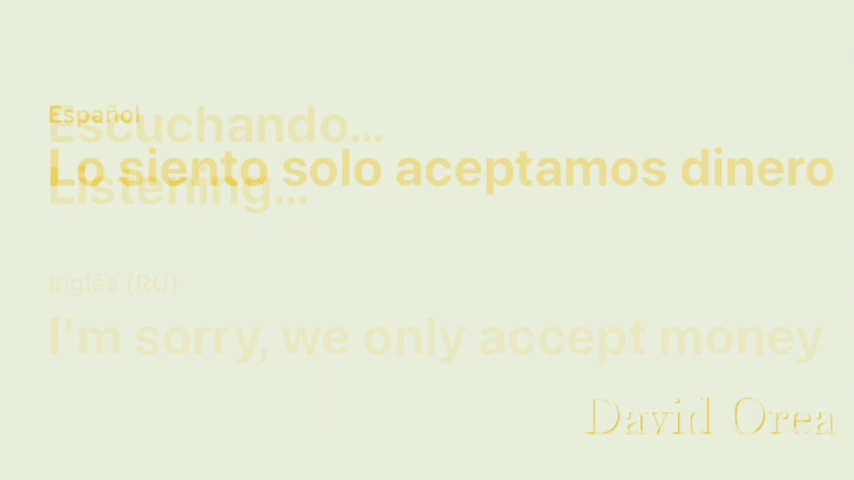 Español
Escuchando...
Lo siento solo aceptamos dinero
Listening...
Inglés (RU)
I'm sorry, we only accept money
David Orea